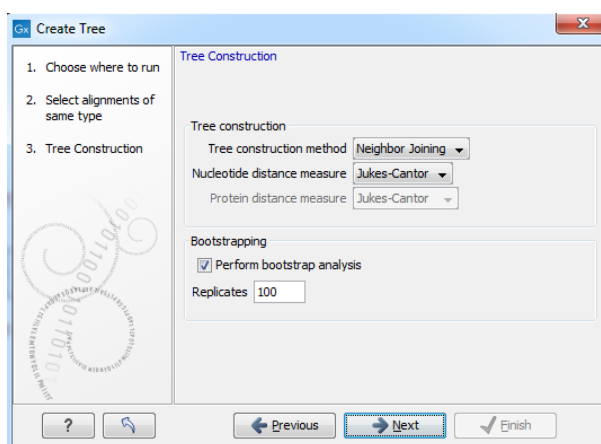 Gx Create Tree
X
1. Choose where to run
2. Select alignments of
same type
3. Tree Construction
Tree Construction
Tree construction
Tree construction method Neighbor Joining
Nucleotide distance measure Jukes-Cantor
Protein distance measure Jukes-Cantor
Bootstrapping
Perform bootstrap analysis
Replicates 100
? Previous Next Finish